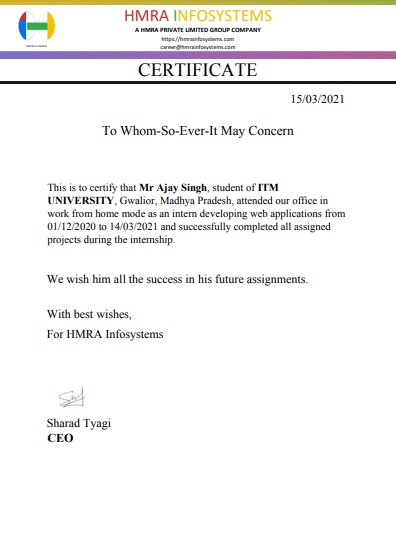 HMRA INFOSYSTEMS
A HMRA PRIVATE LIMITED GROUP COMPANY
https://hmrainfosystems.com
career@hmrainfosystems.com
CERTIFICATE
15/03/2021
To Whom-So-Ever-It May Concern
This is to certify that Mr Ajay Singh, student of ITM
UNIVERSITY, Gwalior, Madhya Pradesh, attended our office in
work from home mode as an intern developing web applications from
01/12/2020 to 14/03/2021 and successfully completed all assigned
projects during the internship.
We wish him all the success in his future assignments.
With best wishes,
For HMRA Infosystems
Sharad Tyagi
CEO